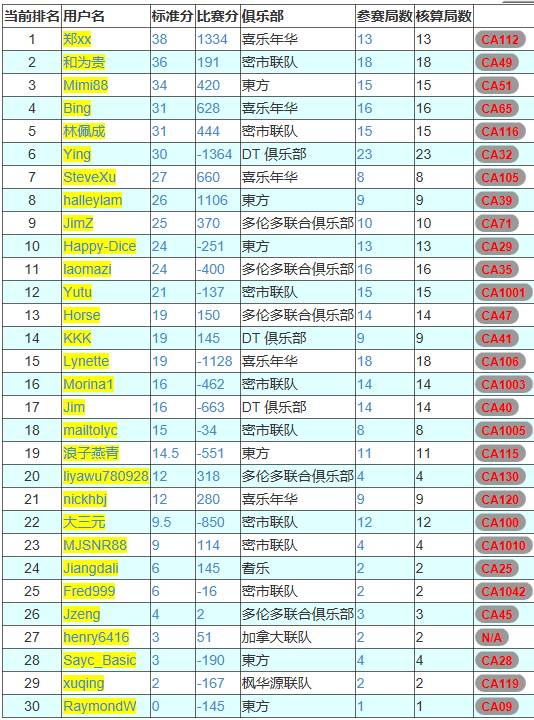 当前排名 用户名 标准分 比赛分 俱乐部 参赛局数 核算局数
1 郑xx 38 1334 喜乐年华 13 13 CA112
2 和为贵 36 191 密市联队 18 18 CA49
3 Mimi88 34 420 東方 15 15 CA51
4 Bing 31 628 喜乐年华 16 16 CA65
5 林佩成 31 444 密市联队 15 15 CA116
6 Ying 30 -1364 DT 俱乐部 23 23 CA32
7 SteveXu 27 660 喜乐年华 8 8 CA105
8 halleylam 26 1106 東方 9 9 CA39
9 JimZ 25 370 多伦多联合俱乐部 10 10 CA71
10 Happy-Dice 24 -251 東方 13 13 CA29
11 laomazi 24 -400 多伦多联合俱乐部 16 16 CA35
12 Yutu 21 -137 密市联队 15 15 CA1001
13 Horse 19 150 多伦多联合俱乐部 14 14 CA47
14 KKK 19 145 DT 俱乐部 9 9 CA41
15 Lynette 19 -1128 喜乐年华 18 18 CA106
16 Morina1 16 -462 密市联队 14 14 CA1003
17 Jim 16 -663 DT 俱乐部 14 14 CA40
18 mailtolyc 15 -34 密市联队 8 8 CA1005
19 浪子燕青 14.5 -551 東方 11 11 CA115
20 liyawu780928 12 318 多伦多联合俱乐部 4 4 CA130
21 nickhbj 12 280 喜乐年华 9 9 CA120
22 大三元 9.5 -850 密市联队 12 12 CA100
23 MJSNR88 9 114 密市联队 4 4 CA1010
24 Jiangdali 6 145 耆乐 2 2 CA25
25 Fred999 6 -16 密市联队 2 2 CA1042
26 Jzeng 4 2 多伦多联合俱乐部 3 3 CA45
27 henry6416 3 51 加拿大联队 2 2 N/A
28 Sayc_Basic 3 -190 東方 4 4 CA28
29 xuqing 2 -167 枫华源联队 2 2 CA119
30 RaymondW 0 -145 東方 1 1 CA09